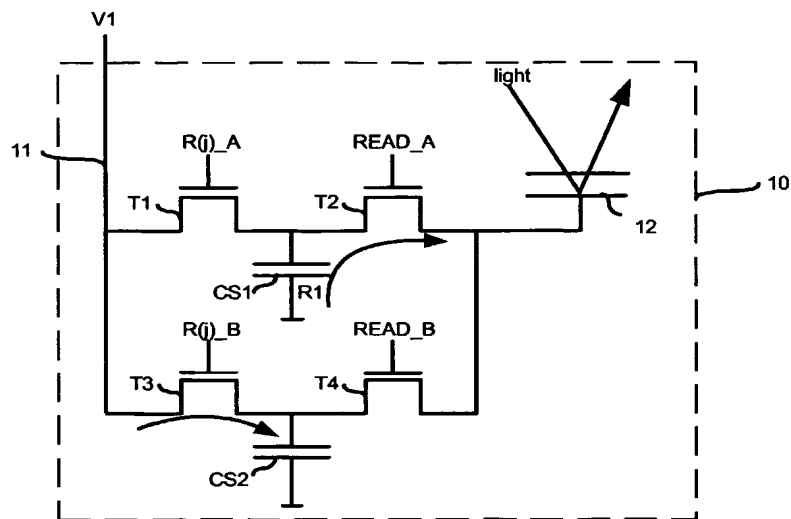 V1
light
11
R(j)_A
READ_A
10
T1
T2
12
CS1
R1
R(j)_B
READ_B
T3
T4
CS2